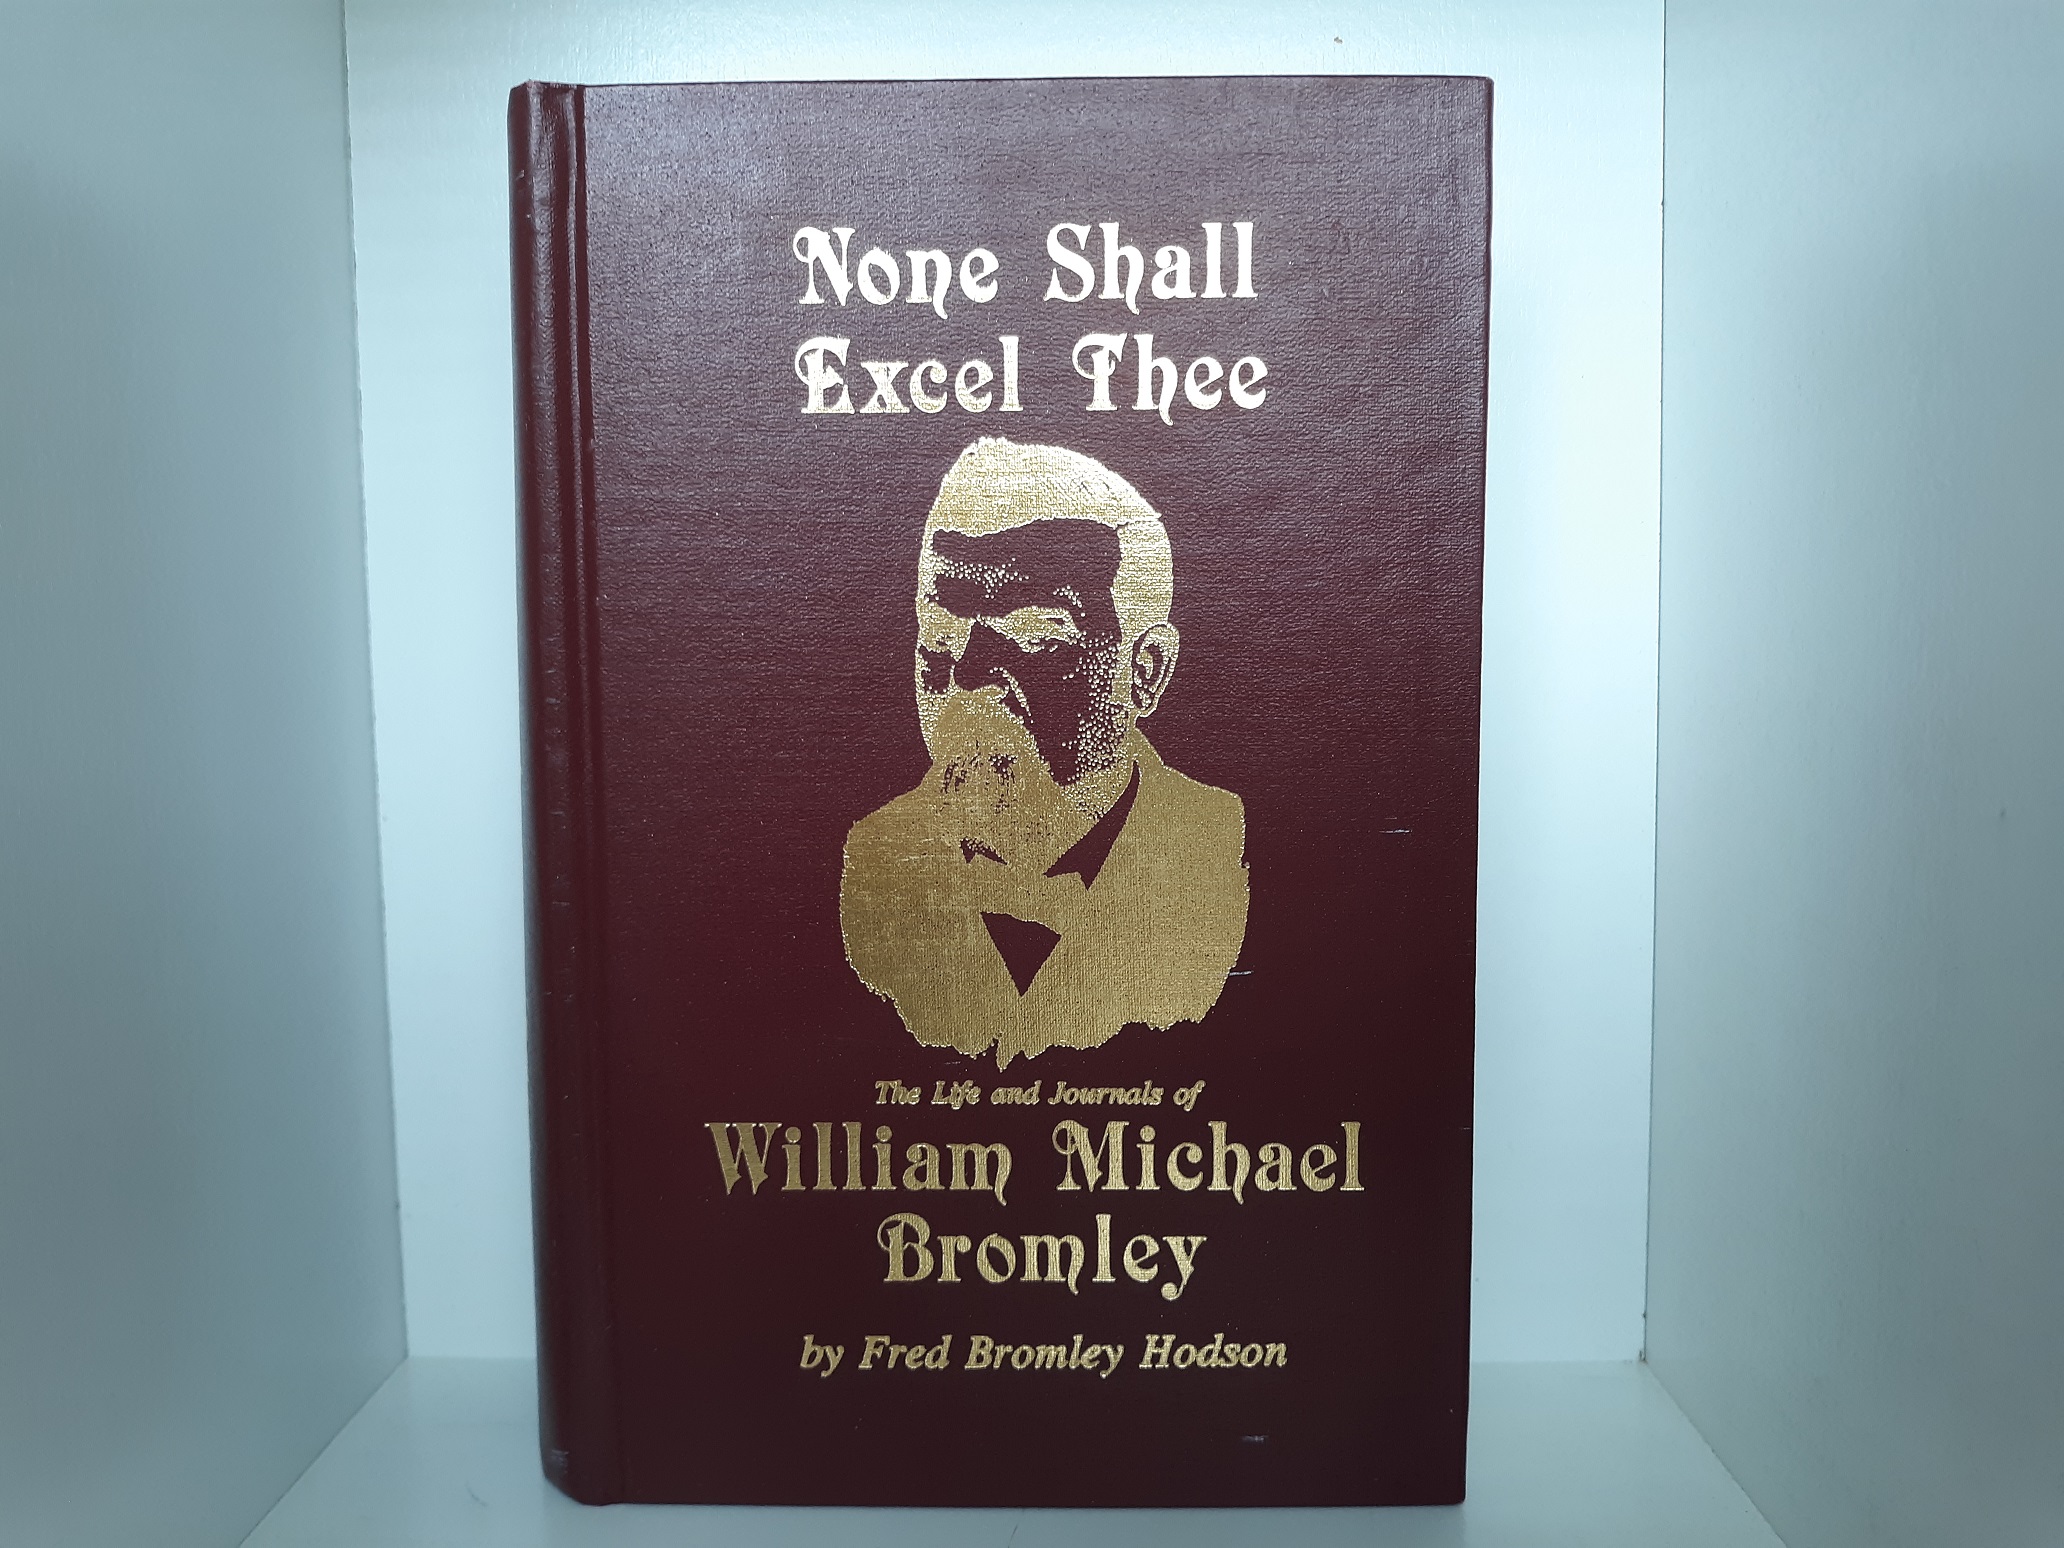 None Shall
Excel Thee
The Life and Journals of
William Michael
Bromley
by Fred Bromley Hodson